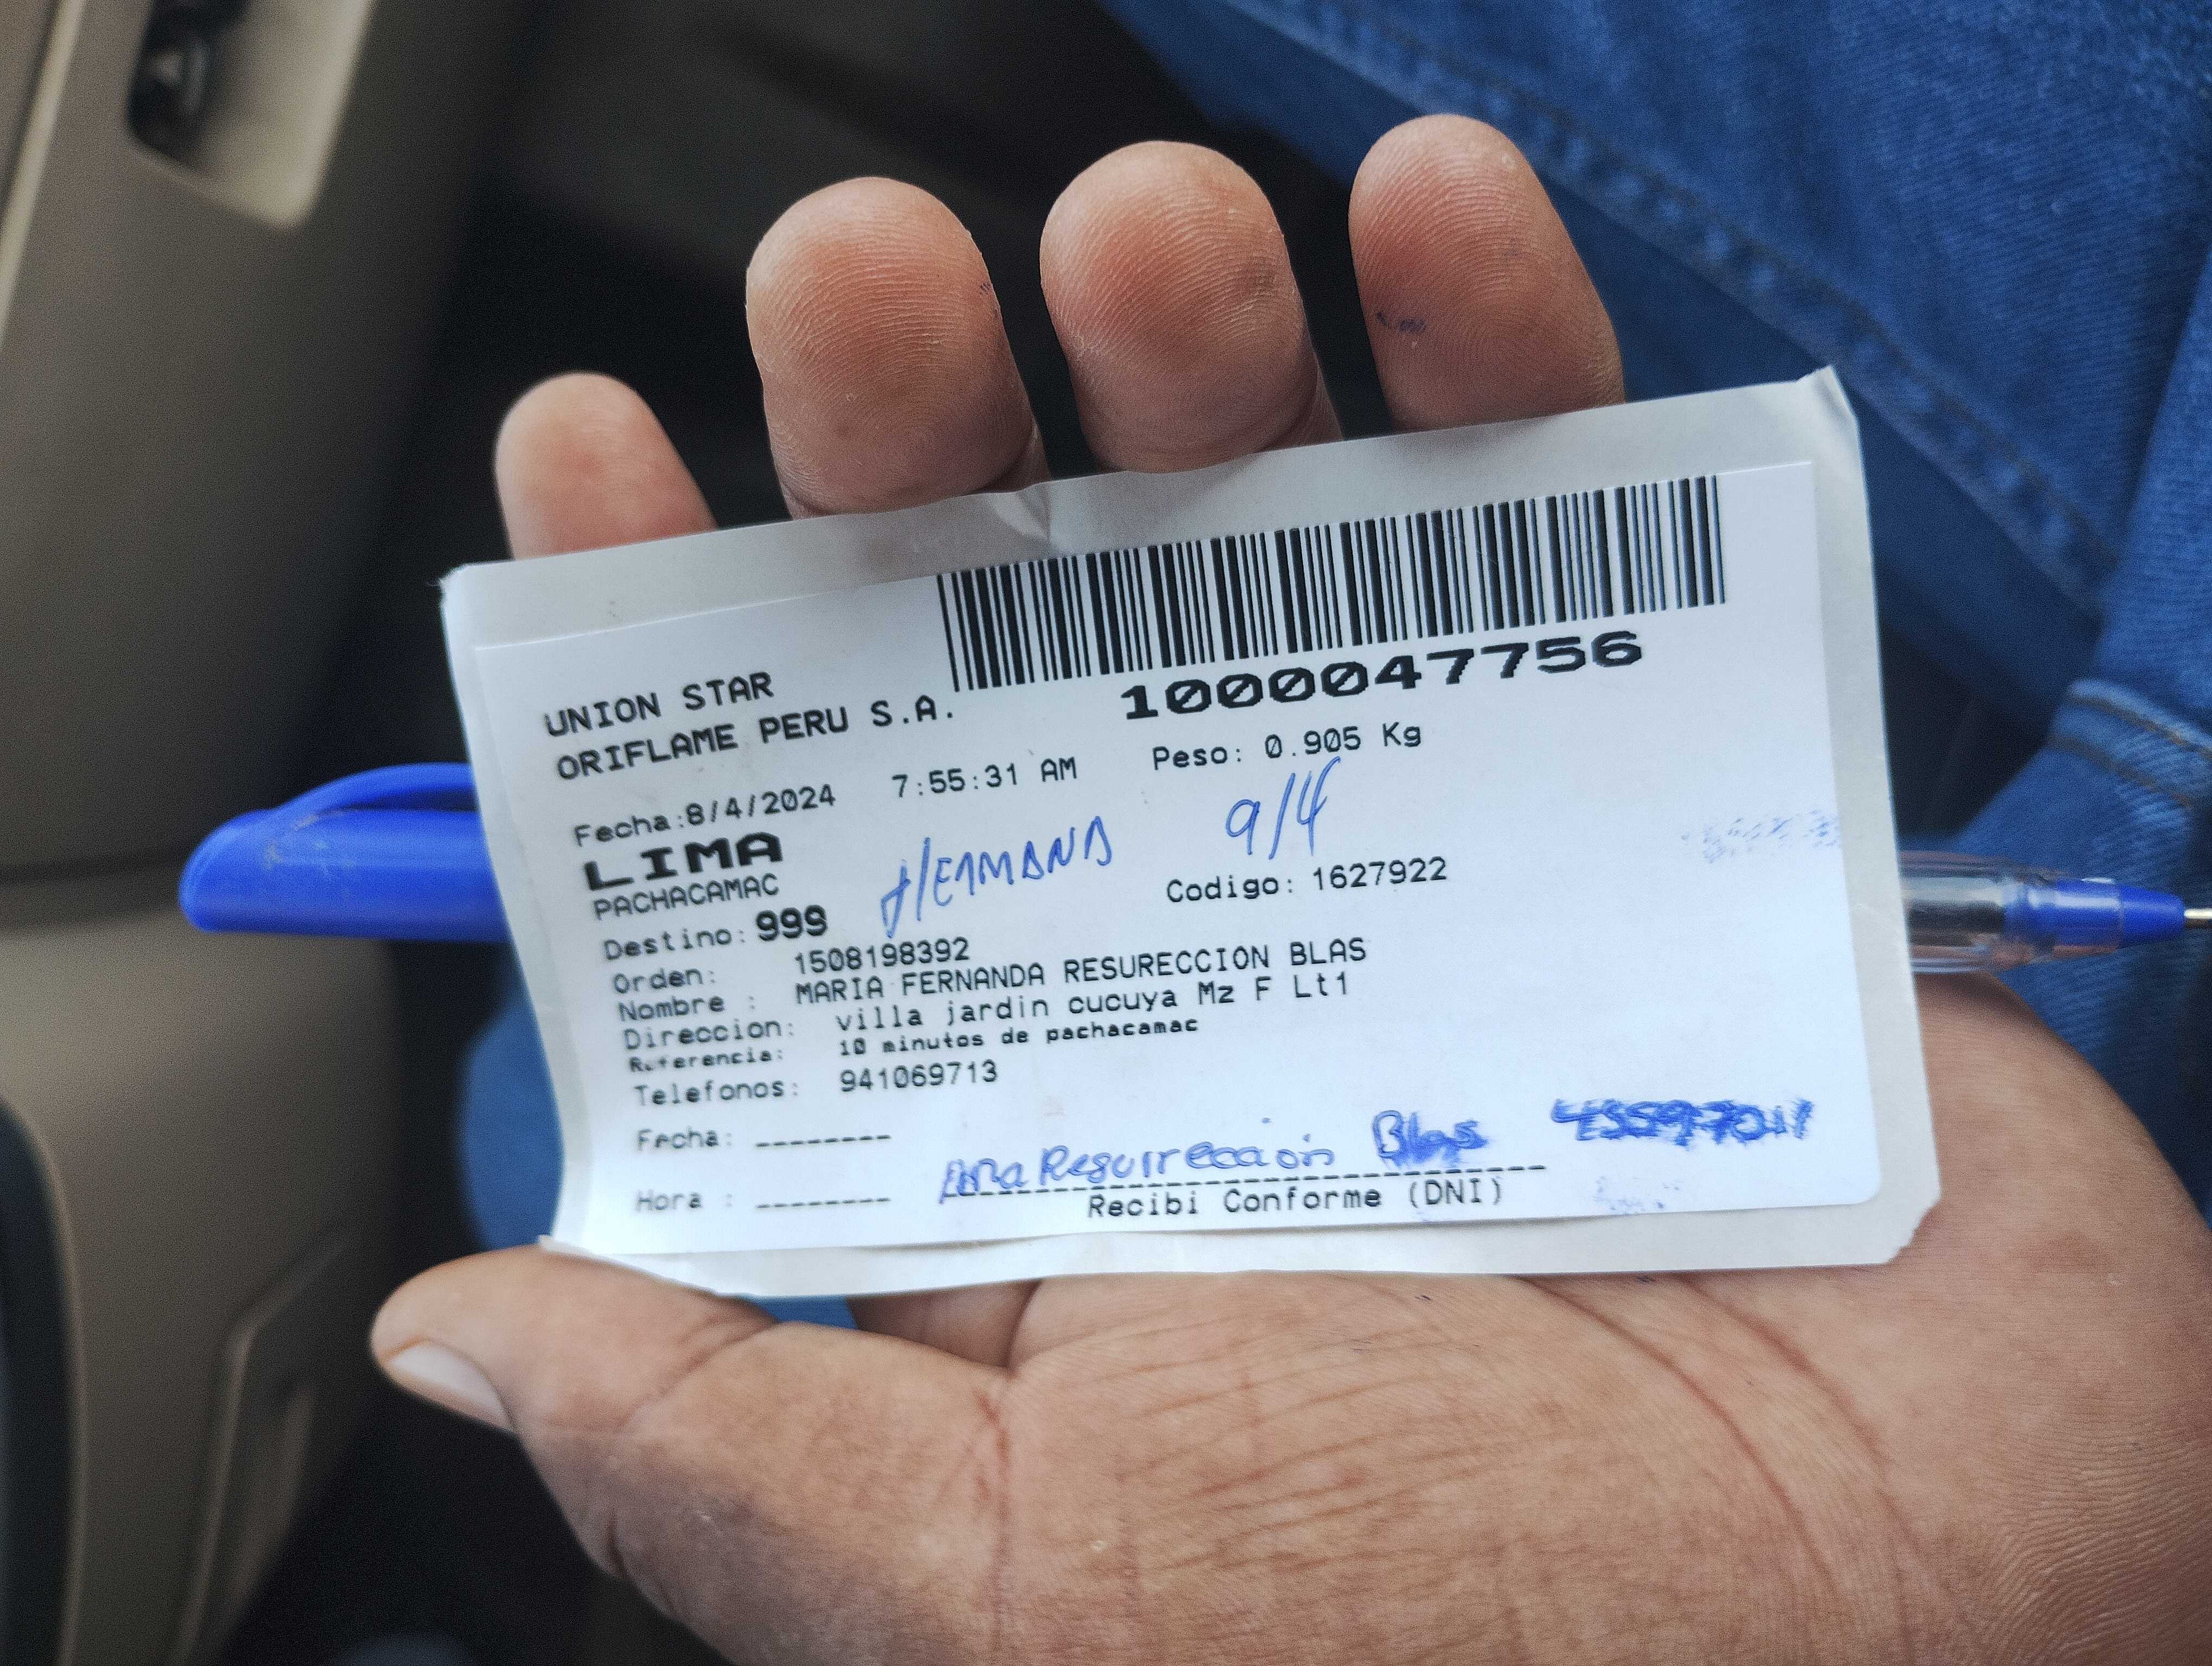 1000047756
UNION STAR
ORIFLAME PERU S.A.
Fecha:8/4/2024 7:55:31 AM Peso: 0.905 Kg
LIMA HERMANA 9/4
PACHACAMAC
Destino: 999 Codigo: 1627922
Orden: 1508198392
Nombre : MARIA FERNANDA RESURECCION BLAS
Direccion: villa jardin cucuya Mz F Lt1
Referencia: 10 minutos de pachacamac
Telefonos: 941069713
Fecha: --------
Resurrección Blas
Hora : --------
Recibi Conforme (DNI)